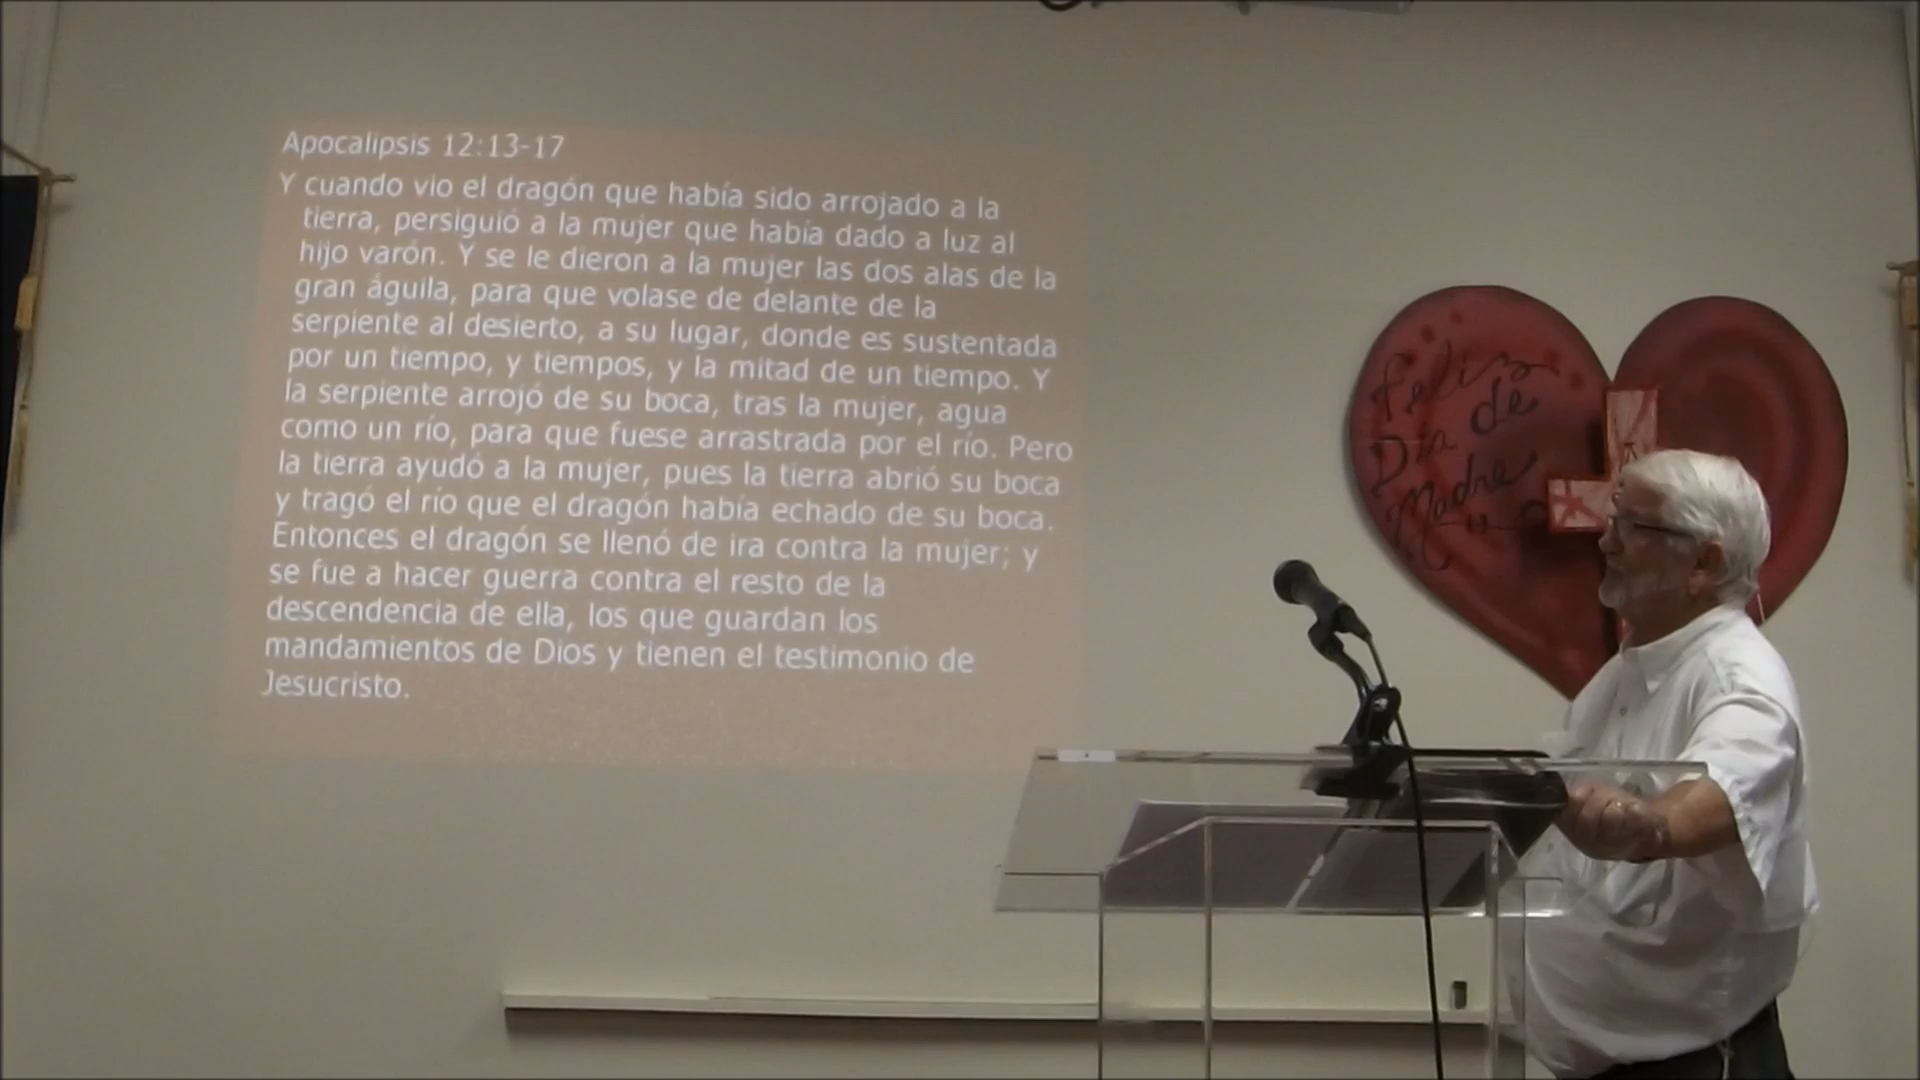 Apocalipsis 12:13-17
Y cuando vio el dragón que había sido arrojado a la
tierra, persiguió a la mujer que había dado a luz al
hijo varón. Y se le dieron a la mujer las dos alas de la
gran águila, para que volase de delante de la
serpiente al desierto, a su lugar, donde es sustentada
por un tiempo, y tiempos, y la mitad de un tiempo. Y
la serpiente arrojó de su boca, tras la mujer, agua
como un río, para que fuese arrastrada por el río. Pero
la tierra ayudó a la mujer, pues la tierra abrió su boca
y tragó el río que el dragón había echado de su boca.
Entonces el dragón se llenó de ira contra la mujer; y
se fue a hacer guerra contra el resto de la
descendencia de ella, los que guardan los
mandamientos de Dios y tienen el testimonio de
Jesucristo.
Feliz
Dia de
Madre